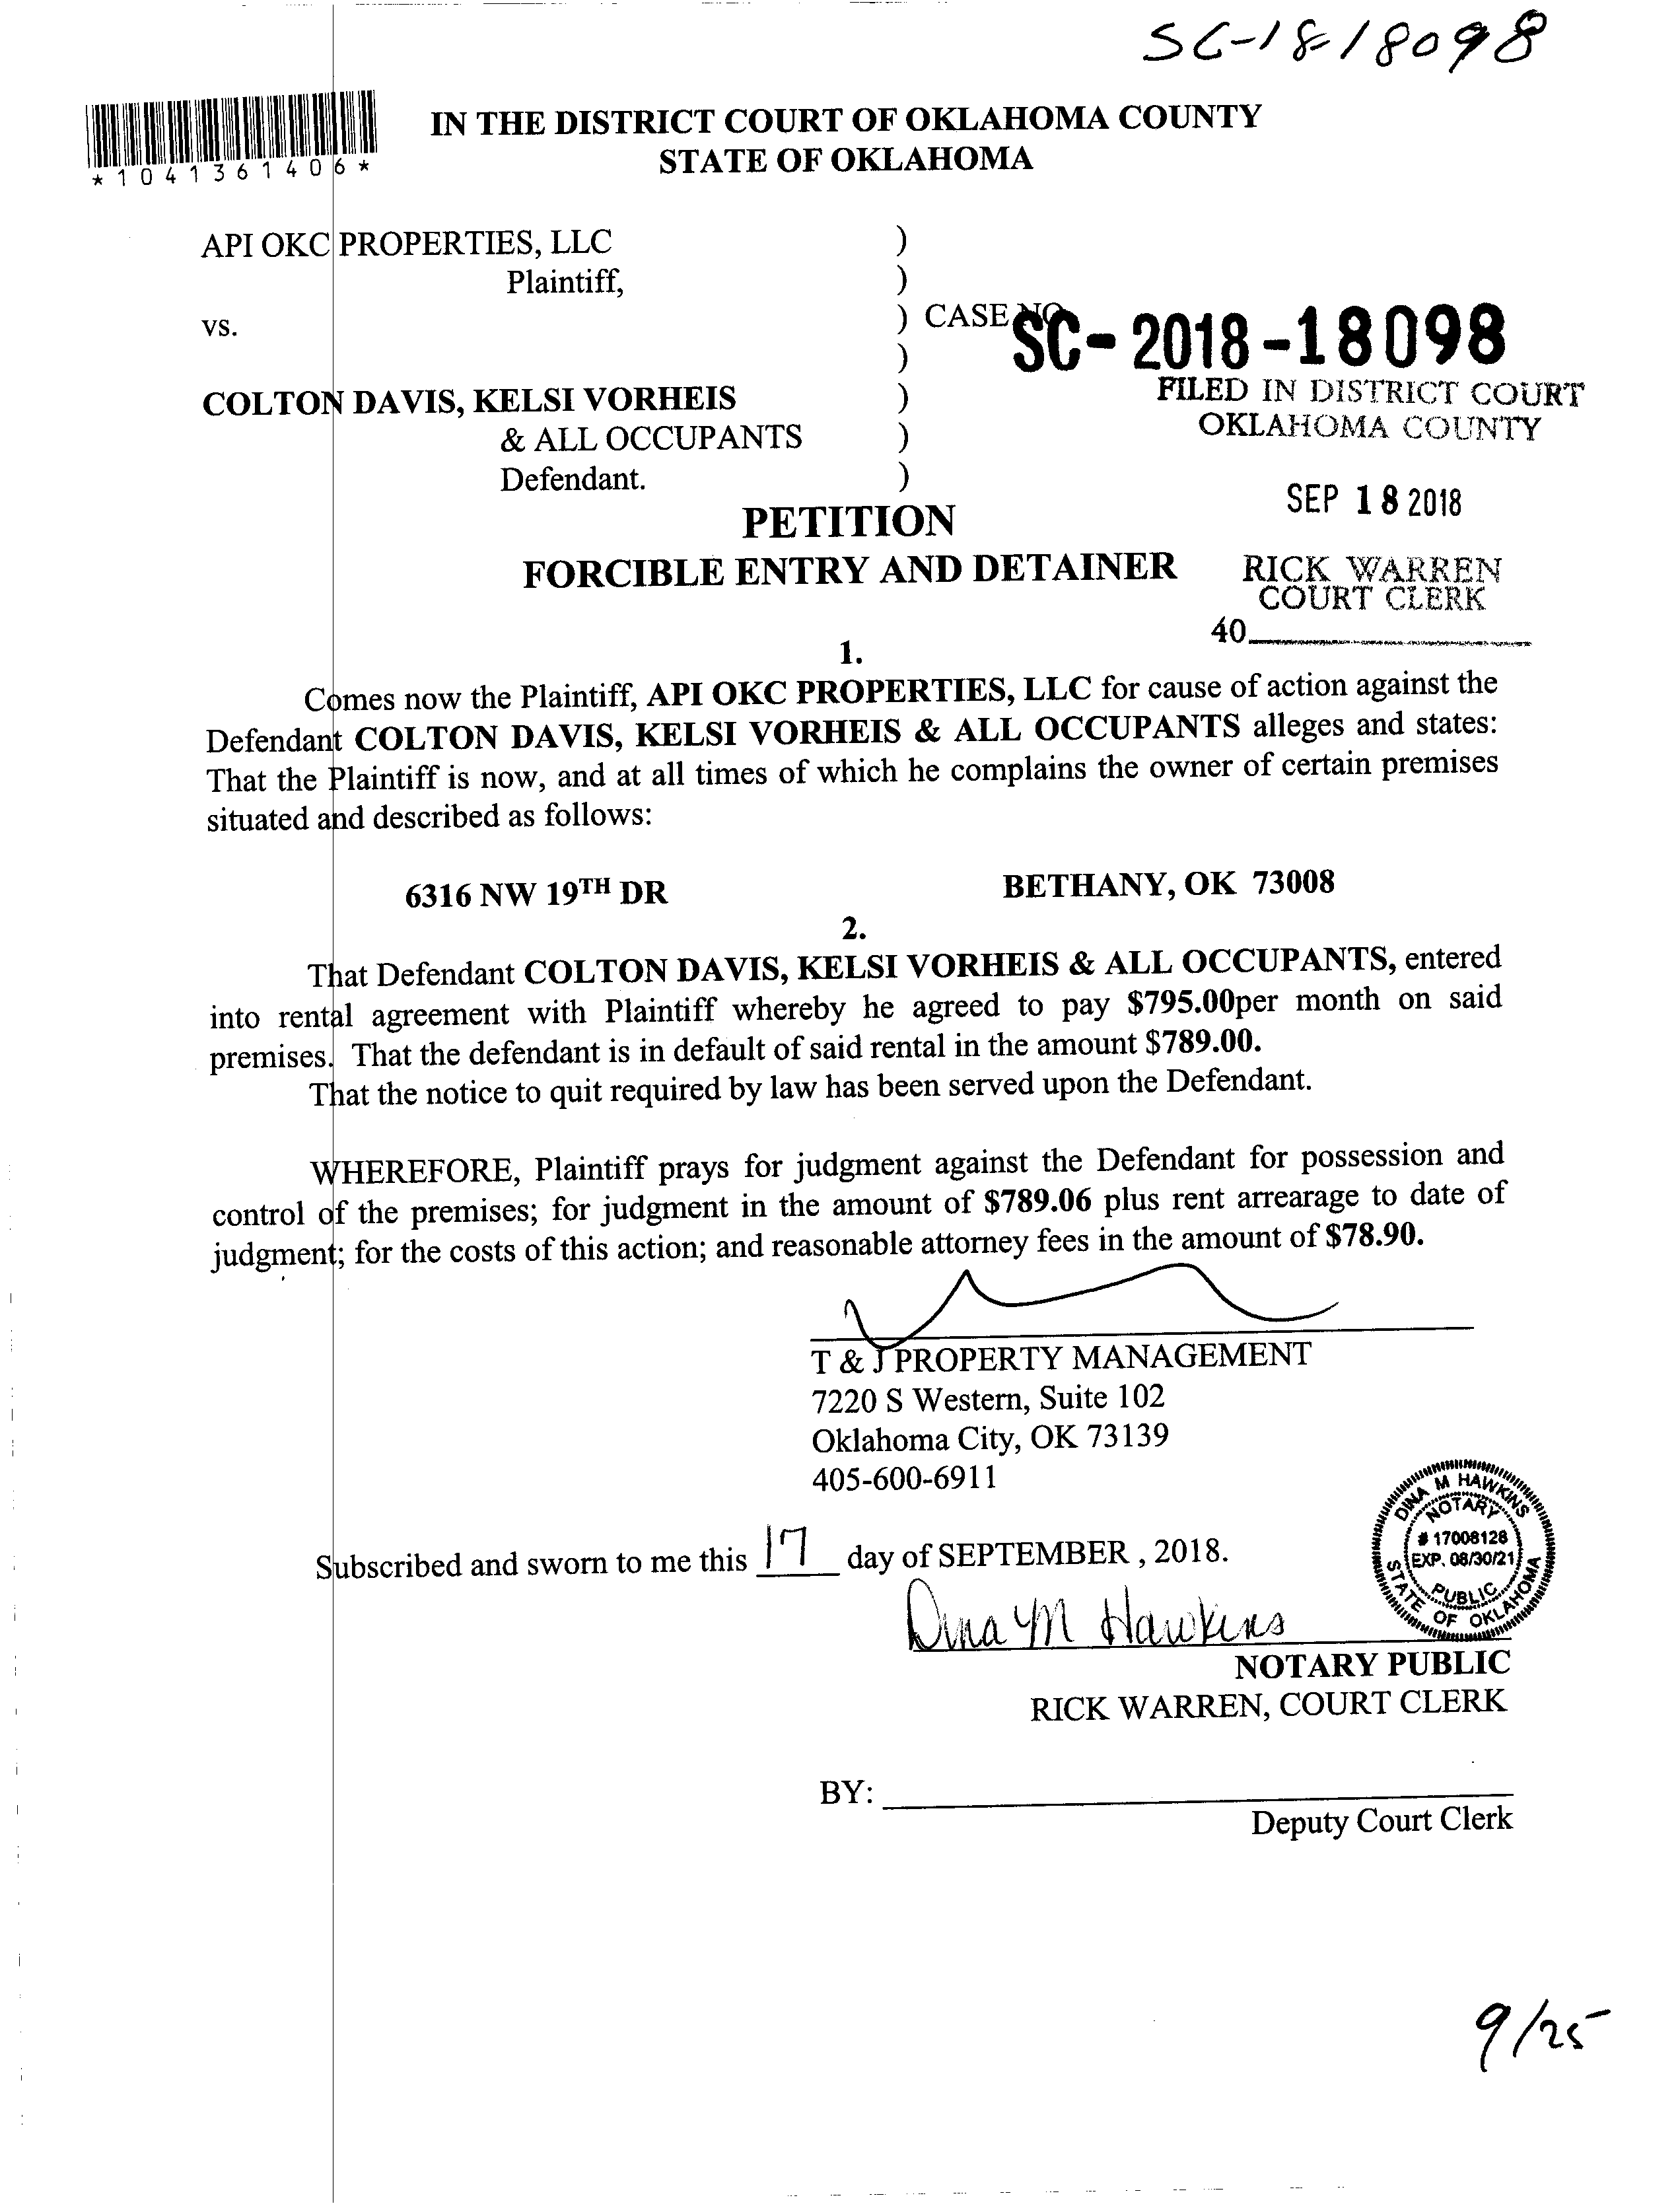 SC-18-18098
*1041361406*
IN THE DISTRICT COURT OF OKLAHOMA COUNTY
STATE OF OKLAHOMA
API OKC PROPERTIES, LLC )
Plaintiff, )
vs. ) CASE NO.
SC-2018-18098
)
COLTON DAVIS, KELSI VORHEIS )
& ALL OCCUPANTS )
Defendant. )
FILED IN DISTRICT COURT
OKLAHOMA COUNTY
SEP 18 2018
RICK WARREN
COURT CLERK
40
PETITION
FORCIBLE ENTRY AND DETAINER
1.
Comes now the Plaintiff, API OKC PROPERTIES, LLC for cause of action against the
Defendant COLTON DAVIS, KELSI VORHEIS & ALL OCCUPANTS alleges and states:
That the Plaintiff is now, and at all times of which he complains the owner of certain premises
situated and described as follows:
6316 NW 19TH DR BETHANY, OK 73008
2.
That Defendant COLTON DAVIS, KELSI VORHEIS & ALL OCCUPANTS, entered
into rental agreement with Plaintiff whereby he agreed to pay $795.00per month on said
premises. That the defendant is in default of said rental in the amount $789.00.
That the notice to quit required by law has been served upon the Defendant.
WHEREFORE, Plaintiff prays for judgment against the Defendant for possession and
control of the premises; for judgment in the amount of $789.06 plus rent arrearage to date of
judgment; for the costs of this action; and reasonable attorney fees in the amount of $78.90.
T & J PROPERTY MANAGEMENT
7220 S Western, Suite 102
Oklahoma City, OK 73139
405-600-6911
Subscribed and sworn to me this 17 day of SEPTEMBER , 2018.
DINA M HAWKINS
NOTARY
# 17008128
EXP. 08/30/21
PUBLIC
STATE OF OKLAHOMA
Dina M Hawkins
NOTARY PUBLIC
RICK WARREN, COURT CLERK
BY:
Deputy Court Clerk
9/25